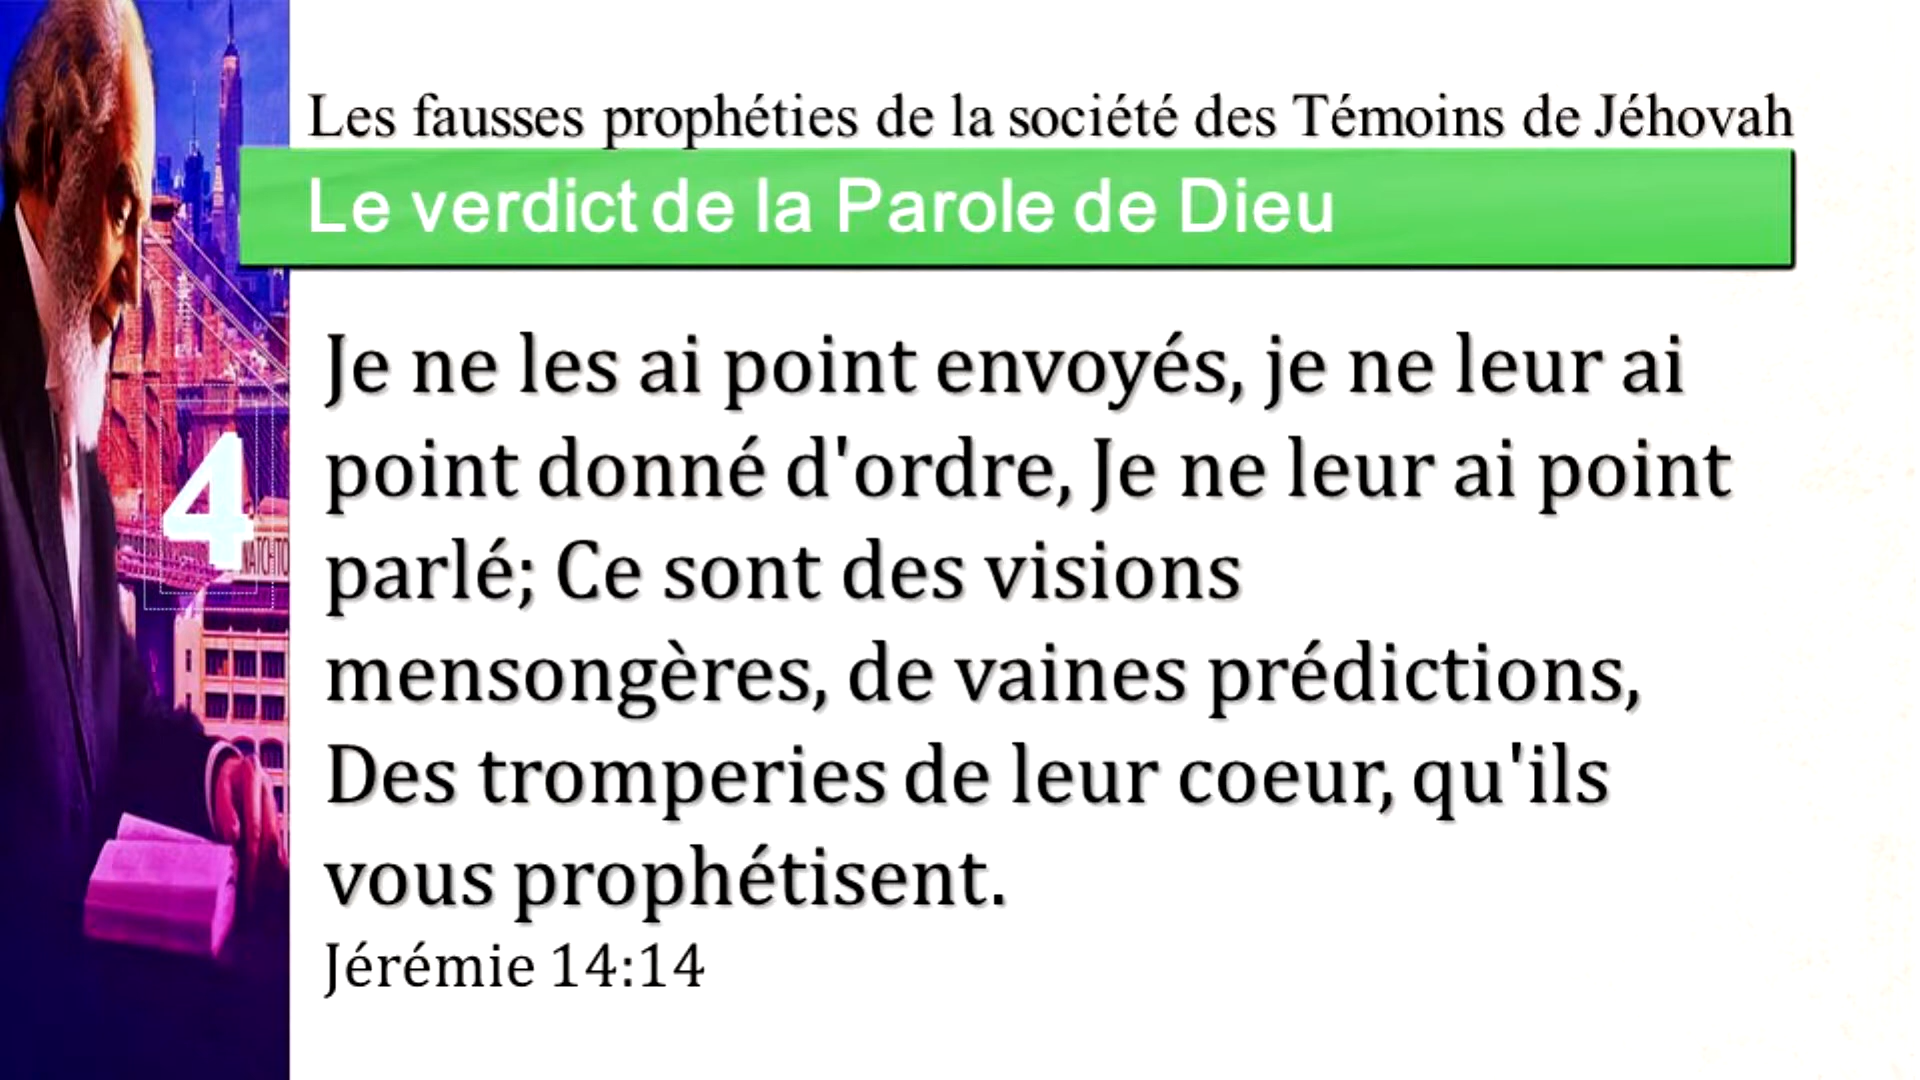 Les fausses prophéties de la société des Témoins de Jéhovah
Le verdict de la Parole de Dieu
Je ne les ai point envoyés, je ne leur ai
point donné d'ordre, Je ne leur ai point
parlé; Ce sont des visions
mensongères, de vaines prédictions,
Des tromperies de leur coeur, qu'ils
vous prophétisent.
Jérémie 14:14
4